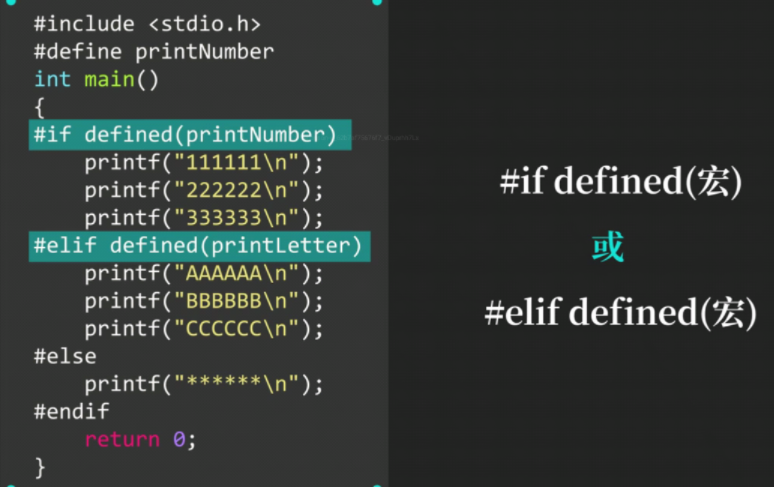 #include <stdio.h>
#define printNumber
int main()
{
#if defined(printNumber)
    printf("111111\n");
    printf("222222\n");
    printf("333333\n");
#elif defined(printLetter)
    printf("AAAAAA\n");
    printf("BBBBBB\n");
    printf("CCCCCC\n");
#else
    printf("******\n");
#endif
    return 0;
}
#if defined(宏)
或
#elif defined(宏)